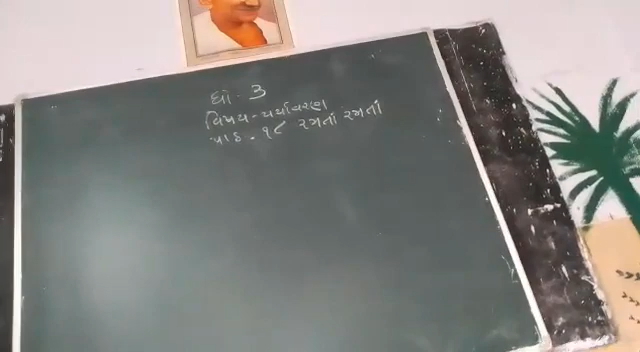 ધો - 3
વિષય - પર્યાવરણ
પાઠ - ૧૮ રમતાં રમતાં